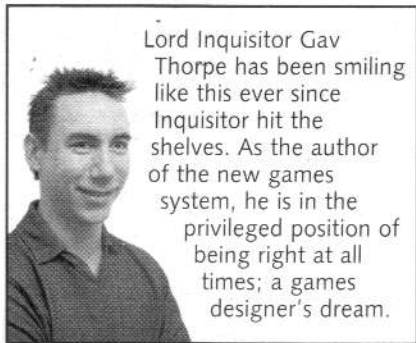 Lord Inquisitor Gav
Thorpe has been smiling
like this ever since
Inquisitor hit the
shelves. As the author
of the new games
system, he is in the
privileged position of
being right at all
times; a games
designer's dream.